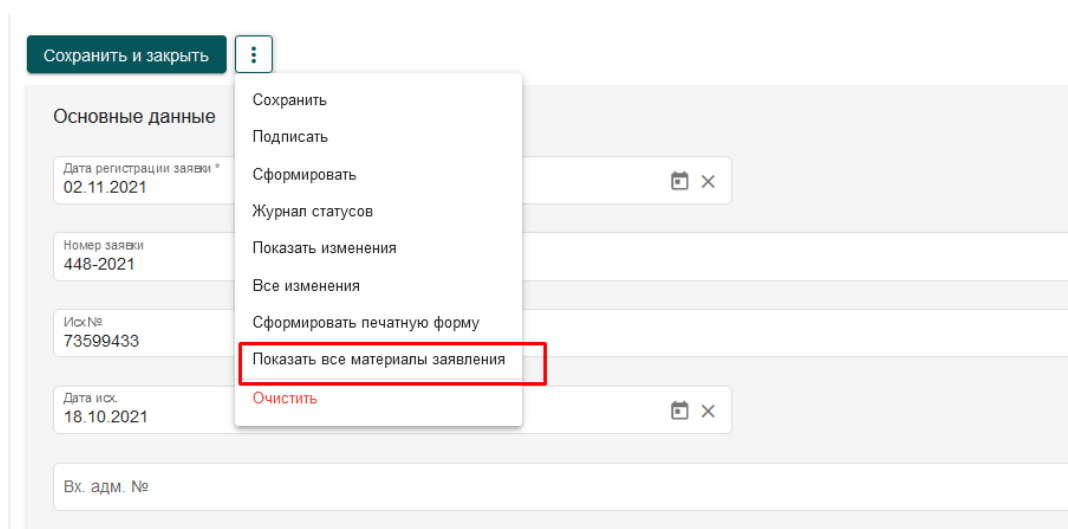 Сохранить и закрыть
Сохранить
Основные данные
Подписать
Дата регистрации заявки *
02.11.2021
Сформировать
Журнал статусов
Номер заявки
448-2021
Показать изменения
Все изменения
Исх№
73599433
Сформировать печатную форму
Показать все материалы заявления
Дата исх.
18.10.2021
Очистить
Вх. адм. №